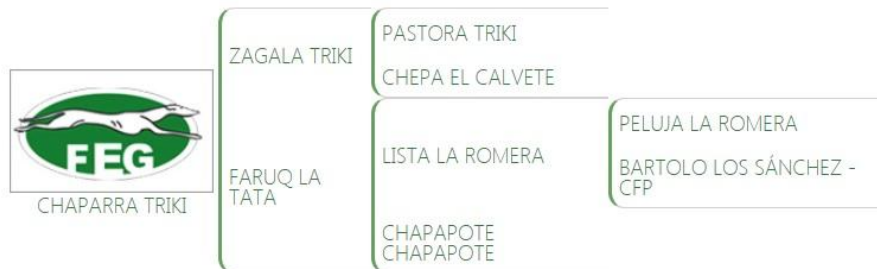 FEG
CHAPARRA TRIKI
ZAGALA TRIKI
FARUQ LA
TATA
PASTORA TRIKI
CHEPA EL CALVETE
LISTA LA ROMERA
CHAPAPOTE
CHAPAPOTE
PELUJA LA ROMERA
BARTOLO LOS SÁNCHEZ -
CFP